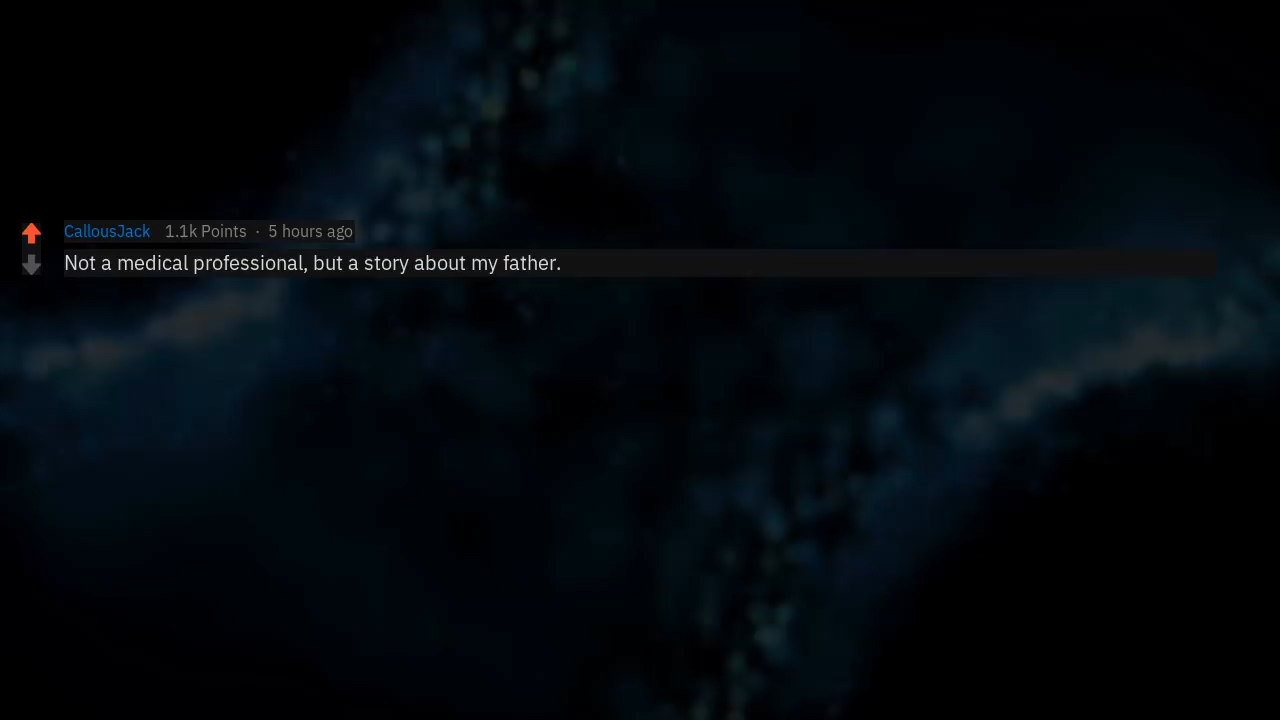 CallousJack 1.1k Points · 5 hours ago
Not a medical professional, but a story about my father.